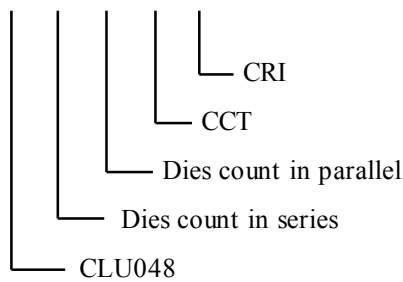 CRI
CCT
Dies count in parallel
Dies count in series
CLU048